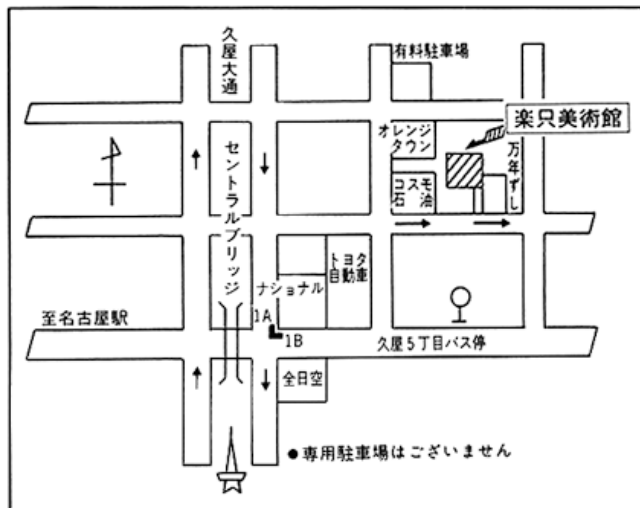 久屋大通
有料駐車場
楽只美術館
オレンジ
タウン
万年ずし
セントラルブリッジ
コスモ
石油
トヨタ
自動車
ナショナル
1A
1B
至名古屋駅
久屋5丁目バス停
全日空
●専用駐車場はございません